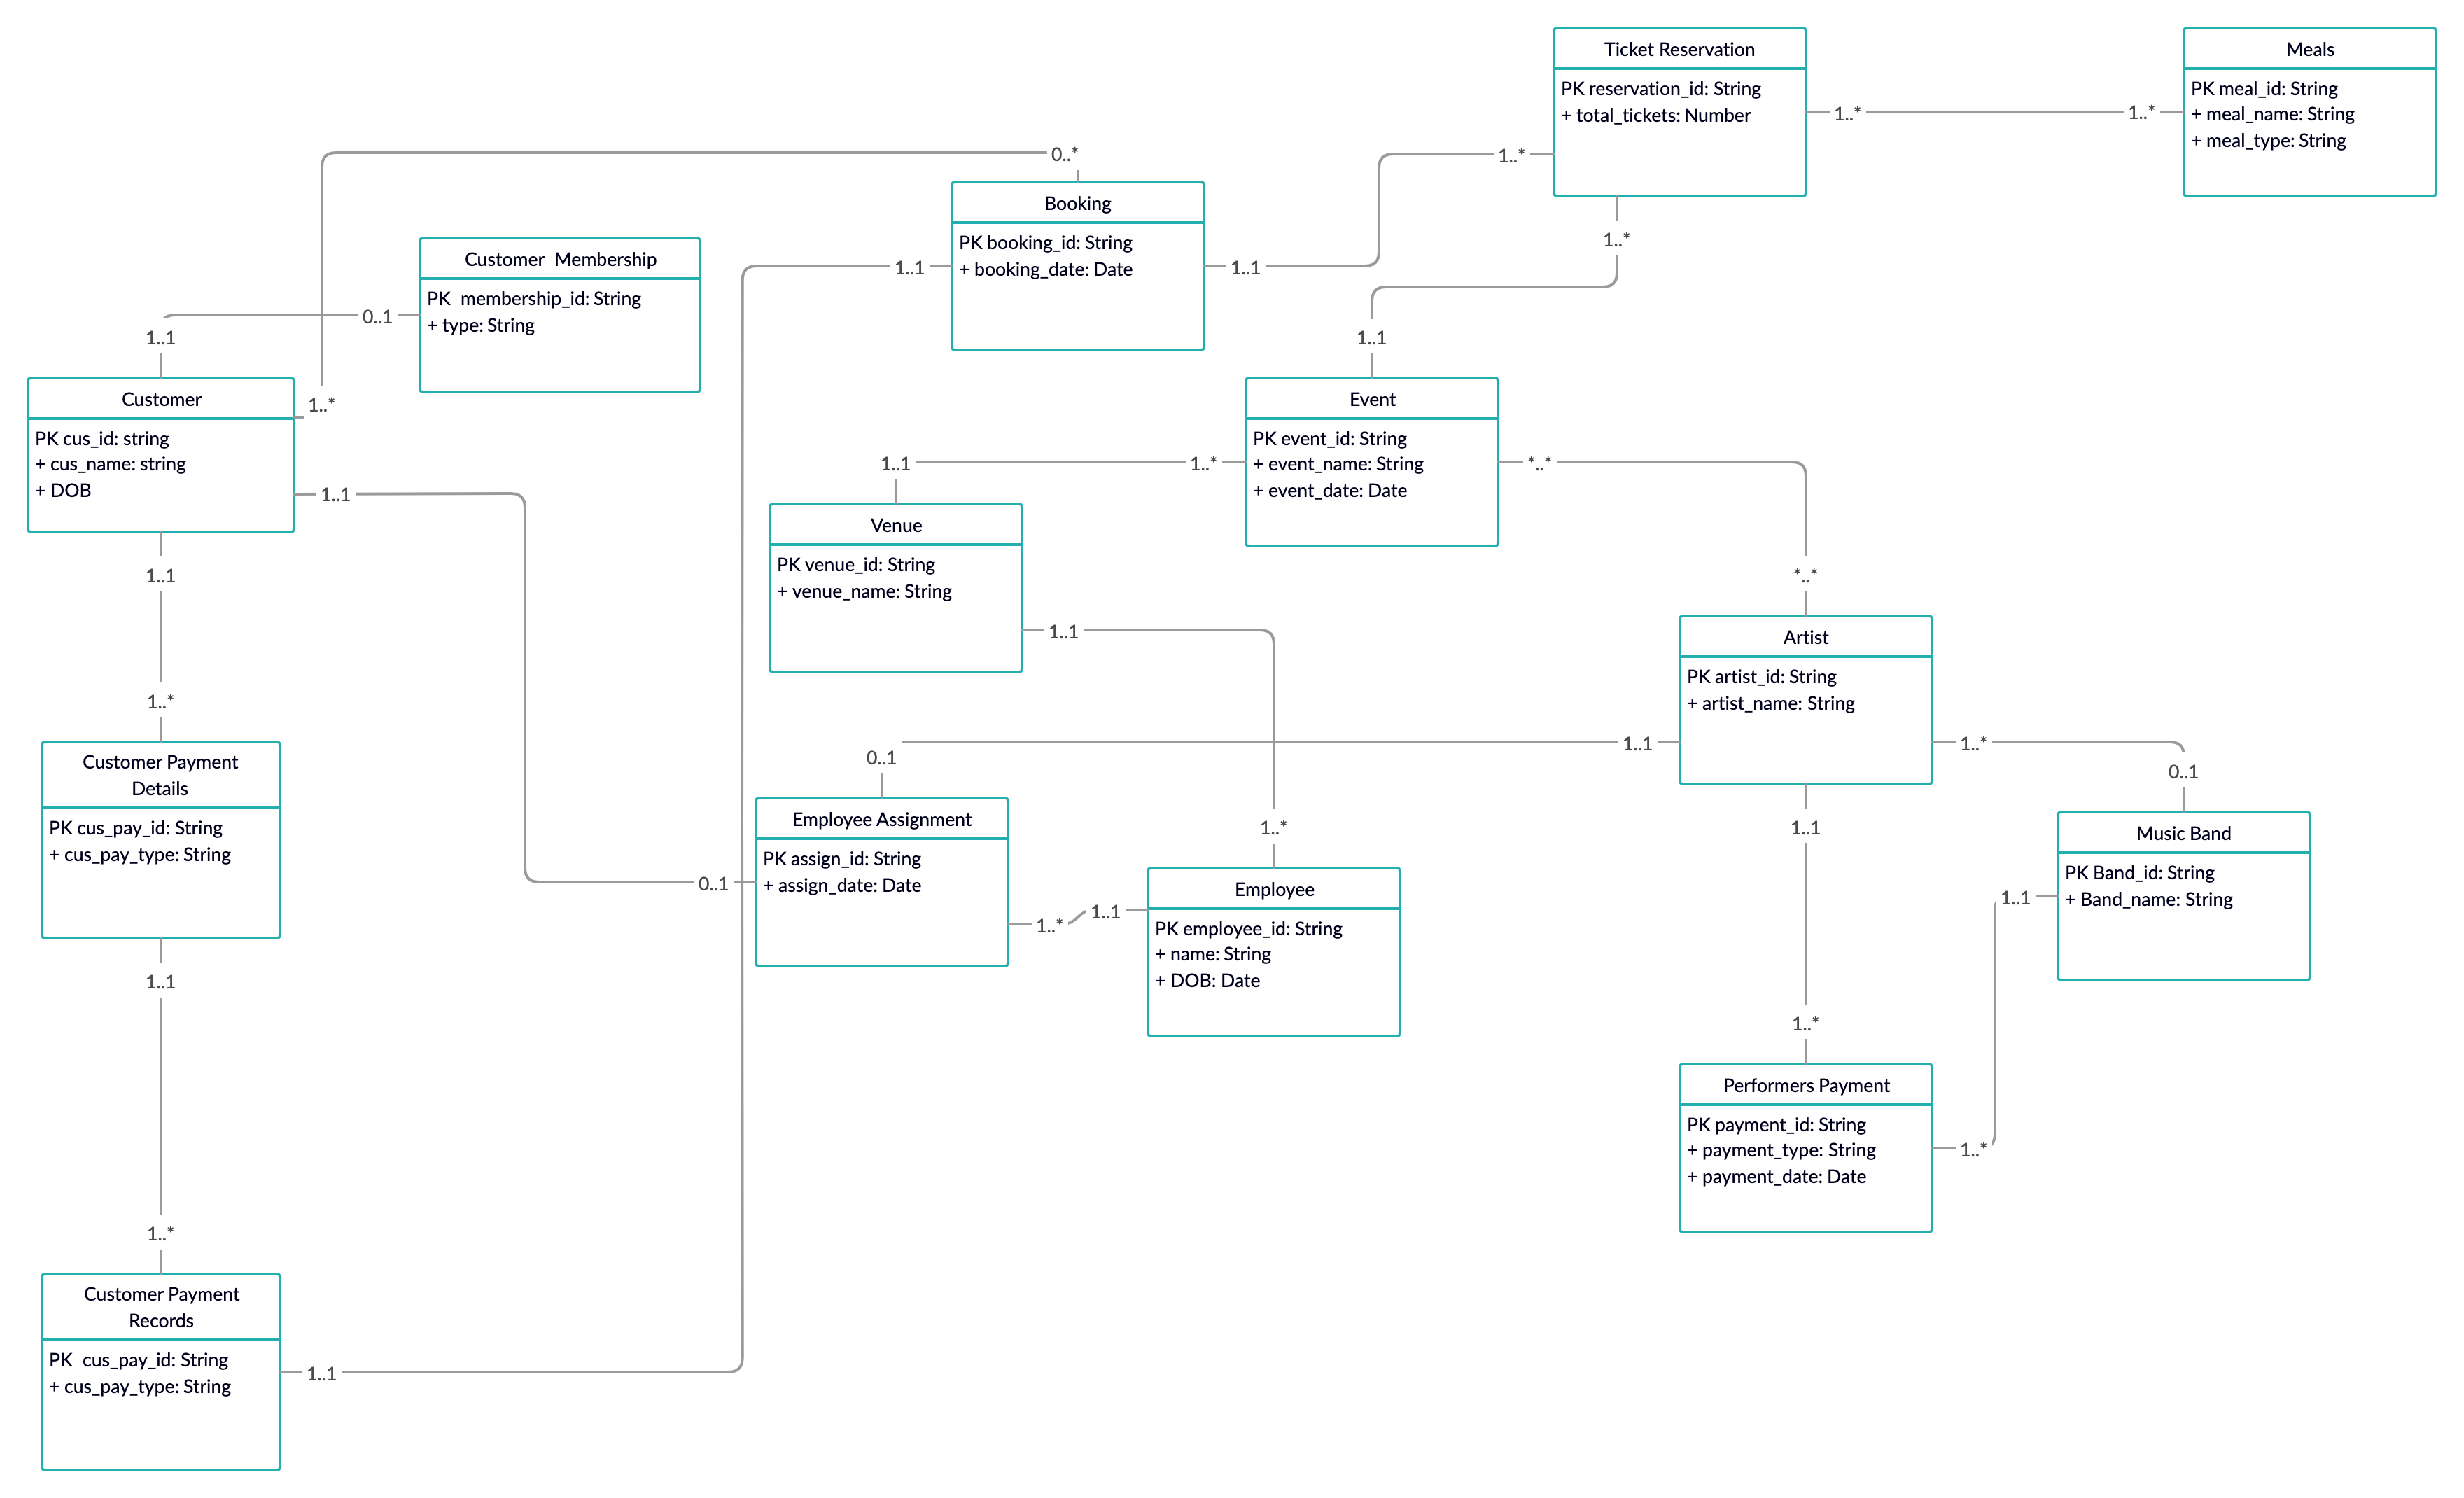 Ticket Reservation
PK reservation_id: String
+ total_tickets: Number
1..*
1..*
Meals
PK meal_id: String
+ meal_name: String
+ meal_type: String
0..*
1..*
1..*
Booking
PK booking_id: String
+ booking_date: Date
1..1
1..1
Customer  Membership
PK  membership_id: String
+ type: String
0..1
1..1
1..1
Customer
PK cus_id: string
+ cus_name: string
+ DOB
1..*
1..1
Event
PK event_id: String
+ event_name: String
+ event_date: Date
1..1
1..*
*..*
*..*
Venue
PK venue_id: String
+ venue_name: String
1..1
1..1
1..*
Artist
PK artist_id: String
+ artist_name: String
1..1
1..*
0..1
0..1
Customer Payment
Details
PK cus_pay_id: String
+ cus_pay_type: String
Employee Assignment
PK assign_id: String
+ assign_date: Date
0..1
1..*
1..1
1..*
Employee
PK employee_id: String
+ name: String
+ DOB: Date
1..1
Music Band
PK Band_id: String
+ Band_name: String
1..1
1..1
1..*
Performers Payment
PK payment_id: String
+ payment_type: String
+ payment_date: Date
1..*
1..*
Customer Payment
Records
PK  cus_pay_id: String
+ cus_pay_type: String
1..1